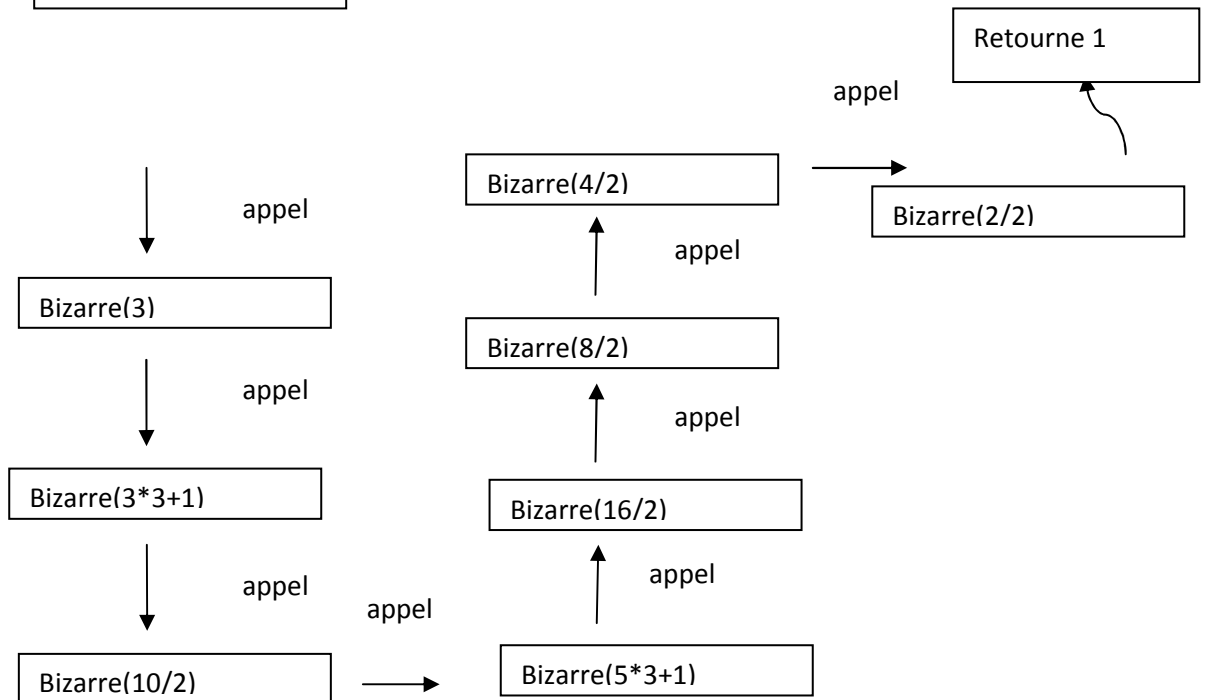 appel
Bizarre(3)
appel
Bizarre(3*3+1)
appel
Bizarre(10/2)
appel
Bizarre(5*3+1)
appel
Bizarre(16/2)
appel
Bizarre(8/2)
appel
Bizarre(4/2)
appel
Bizarre(2/2)
Retourne 1